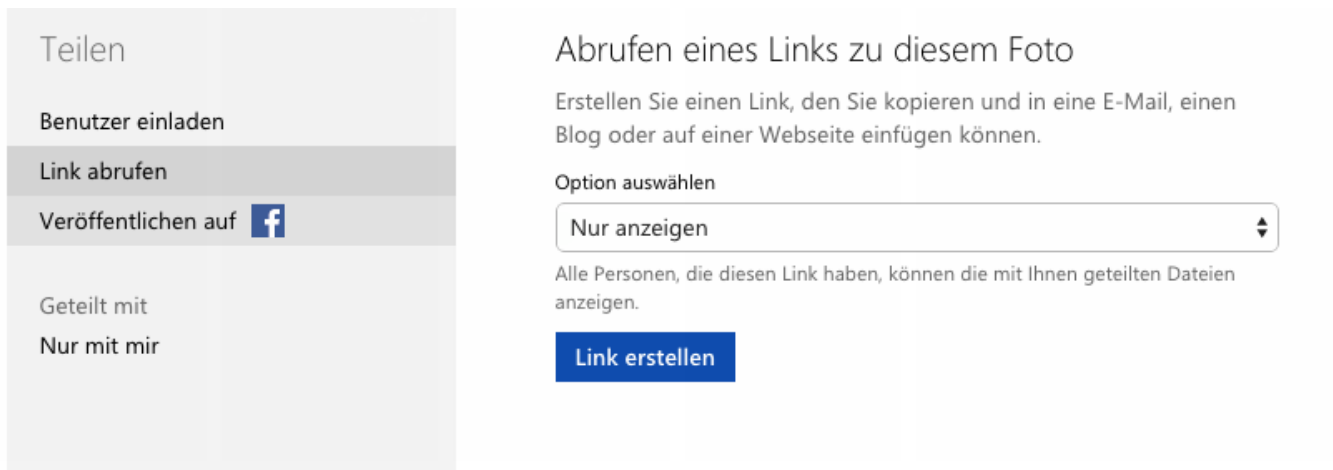 Teilen
Benutzer einladen
Link abrufen
Veröffentlichen auf
Geteilt mit
Nur mit mir
Abrufen eines Links zu diesem Foto
Erstellen Sie einen Link, den Sie kopieren und in eine E-Mail, einen
Blog oder auf einer Webseite einfügen können.
Option auswählen
Nur anzeigen
Alle Personen, die diesen Link haben, können die mit Ihnen geteilten Dateien
anzeigen.
Link erstellen